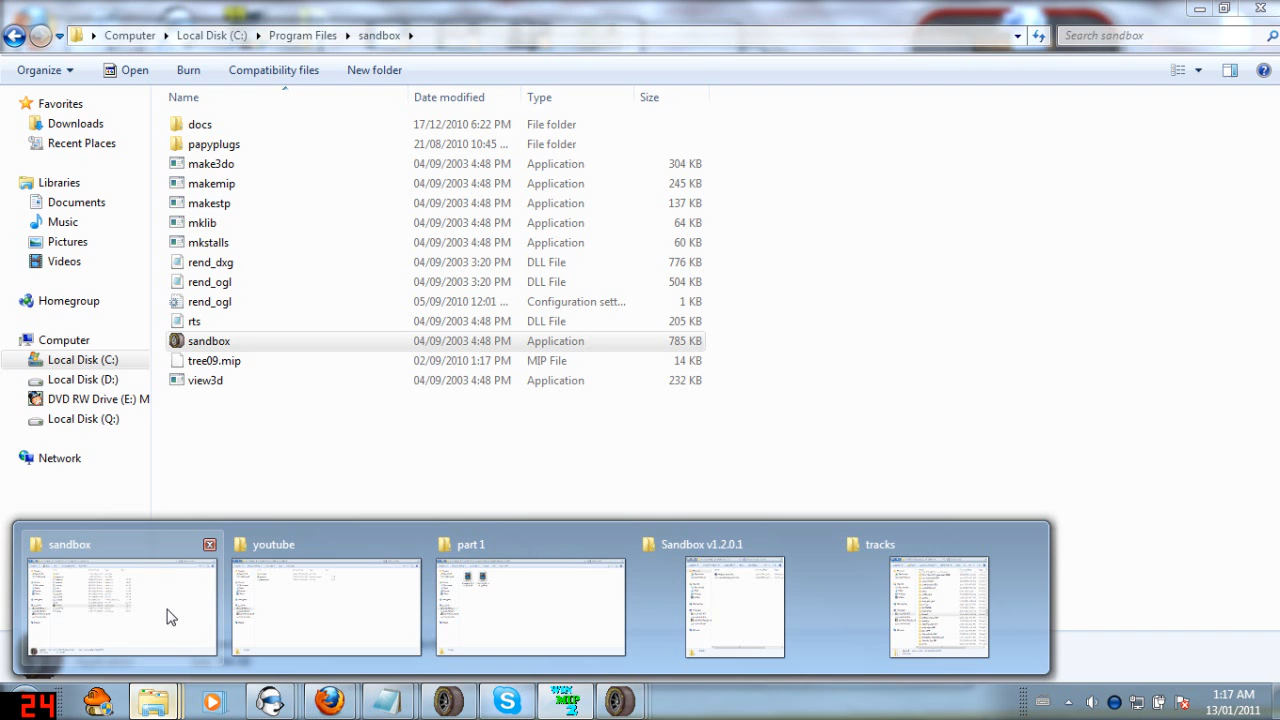 Computer Local Disk (C:) Program Files sandbox Search sandbox
Organize Open Burn Compatibility files New folder
Name Date modified Type Size
Favorites
Downloads
Recent Places
Libraries
Documents
Music
Pictures
Videos
Homegroup
Computer
Local Disk (C:)
Local Disk (D:)
DVD RW Drive (E:) M
Local Disk (Q:)
Network
docs 17/12/2010 6:22 PM File folder
papyplugs 21/08/2010 10:45 ... File folder
make3do 04/09/2003 4:48 PM Application 304 KB
makemip 04/09/2003 4:48 PM Application 245 KB
makestp 04/09/2003 4:48 PM Application 137 KB
mklib 04/09/2003 4:48 PM Application 64 KB
mkstalls 04/09/2003 4:48 PM Application 60 KB
rend_dxg 04/09/2003 3:20 PM DLL File 776 KB
rend_ogl 04/09/2003 3:20 PM DLL File 504 KB
rend_ogl 05/09/2010 12:01 ... Configuration sett... 1 KB
rts 04/09/2003 4:48 PM DLL File 205 KB
sandbox 04/09/2003 4:48 PM Application 785 KB
tree09.mip 02/09/2010 1:17 PM MIP File 14 KB
view3d 04/09/2003 4:48 PM Application 232 KB
sandbox youtube part 1 Sandbox v1.2.0.1 tracks
24
1:17 AM
13/01/2011